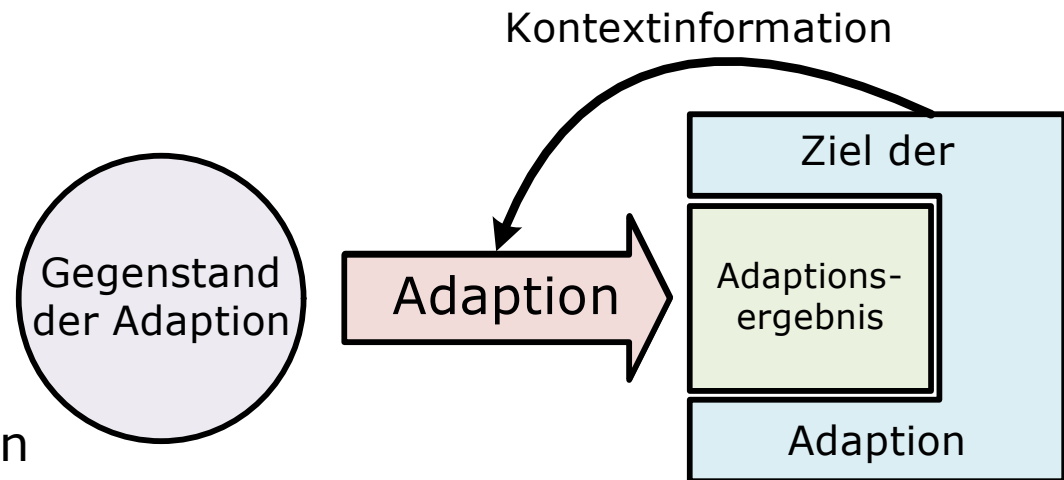 Kontextinformation
Ziel der
Gegenstand
der Adaption
Adaption
Adaptions-
ergebnis
Adaption
n